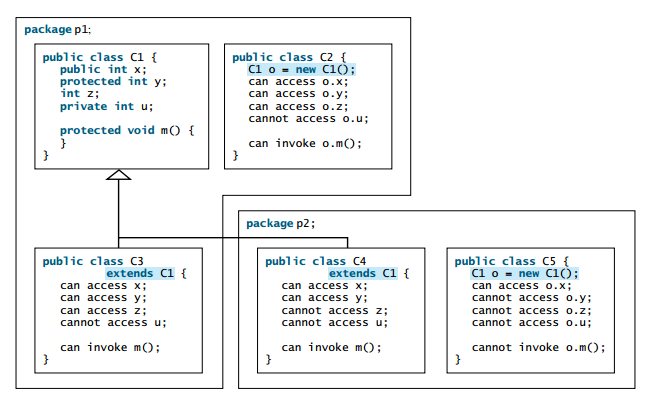 package p1;
public class C1 {
public int x;
protected int y;
int z;
private int u;
protected void m() {
}
}
public class C2 {
C1 o = new C1();
can access o.x;
can access o.y;
can access o.z;
cannot access o.u;
can invoke o.m();
}
package p2;
public class C3
extends C1 {
can access x;
can access y;
can access z;
cannot access u;
can invoke m();
}
public class C4
extends C1 {
can access x;
can access y;
cannot access z;
cannot access u;
can invoke m();
}
public class C5 {
C1 o = new C1();
can access o.x;
cannot access o.y;
cannot access o.z;
cannot access o.u;
cannot invoke o.m();
}